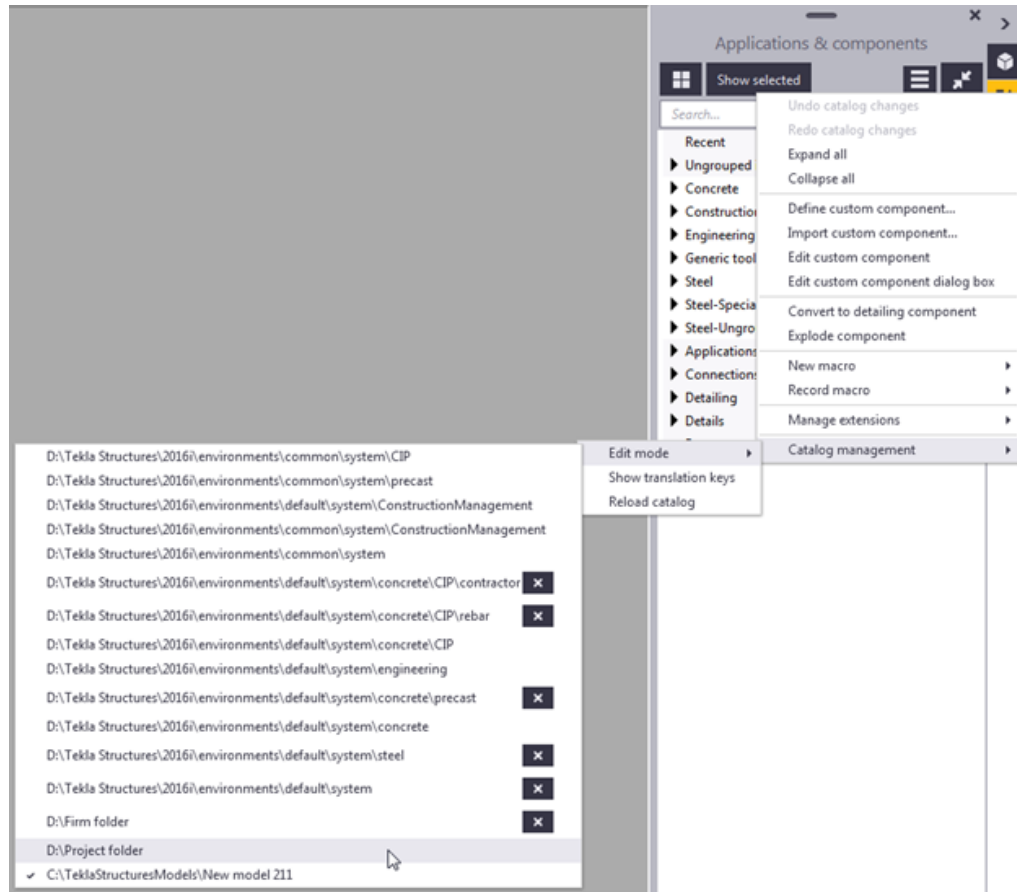 Applications & components
Show selected
Search...
Recent
Ungrouped
Concrete
Engineering
Generic
Steel
Detailing
Details
Undo catalog changes
Redo catalog changes
Expand all
Collapse all
Define custom component...
Import custom component...
Edit custom component
Edit custom component dialog box
Convert to detailing component
Explode component
New macro
Record macro
Manage extensions
Catalog management
Edit mode
Show translation keys
Reload catalog
D:\Tekla Structures\2016i\environments\common\system\CIP
D:\Tekla Structures\2016i\environments\common\system\precast
D:\Tekla Structures\2016i\environments\default\system\ConstructionManagement
D:\Tekla Structures\2016i\environments\common\system\ConstructionManagement
D:\Tekla Structures\2016i\environments\common\system
D:\Tekla Structures\2016i\environments\default\system\concrete\CIP\contractor
D:\Tekla Structures\2016i\environments\default\system\concrete\CIP\rebar
D:\Tekla Structures\2016i\environments\default\system\concrete\CIP
D:\Tekla Structures\2016i\environments\default\system\engineering
D:\Tekla Structures\2016i\environments\default\system\concrete\precast
D:\Tekla Structures\2016i\environments\default\system\concrete
D:\Tekla Structures\2016i\environments\default\system\steel
D:\Tekla Structures\2016i\environments\default\system
D:\Firm folder
D:\Project folder
C:\TeklaStructuresModels\New model 211